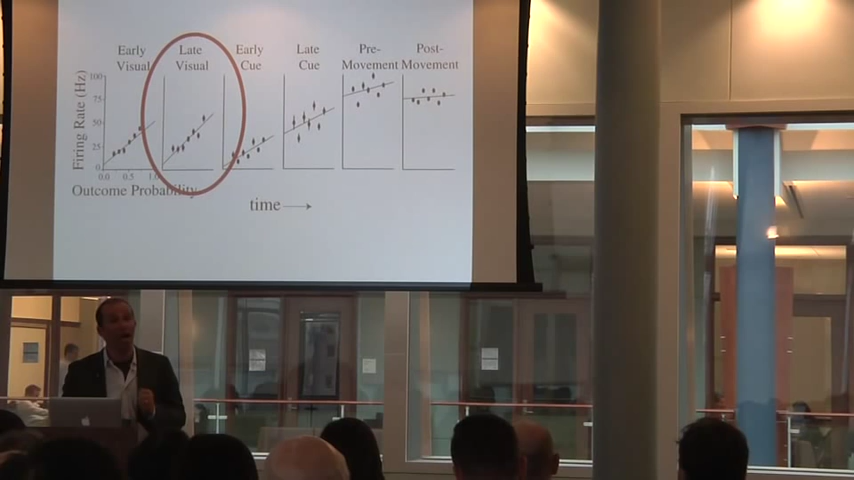 Early Visual
Late Visual
Early Cue
Late Cue
Pre- Movement
Post- Movement
Firing Rate (Hz)
100
75
50
25
0
0.0 0.5 1.0
Outcome Probability
time